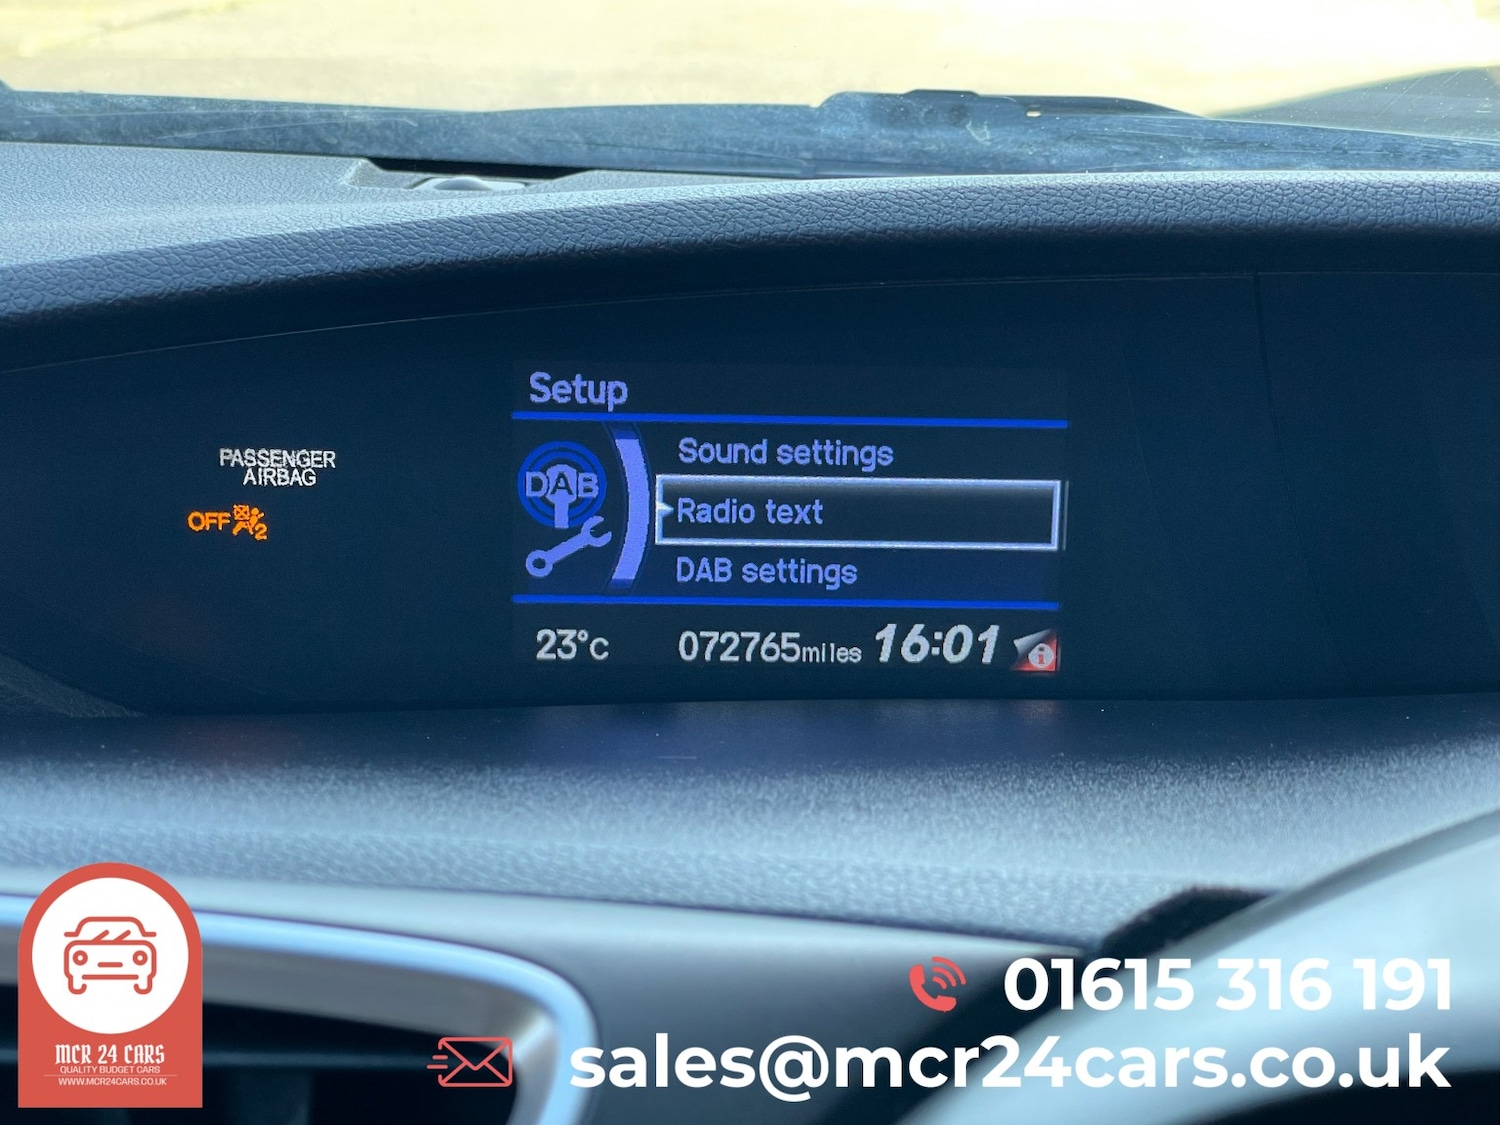 Setup
Sound settings
PASSENGER
AIRBAG
DAB
Radio text
OFF 2
DAB settings
23°C 072765miles 16:01 i
01615 316 191
sales@mcr24cars.co.uk
MCR 24 CARS
QUALITY BUDGET CARS
WWW.MCR24CARS.CO.UK